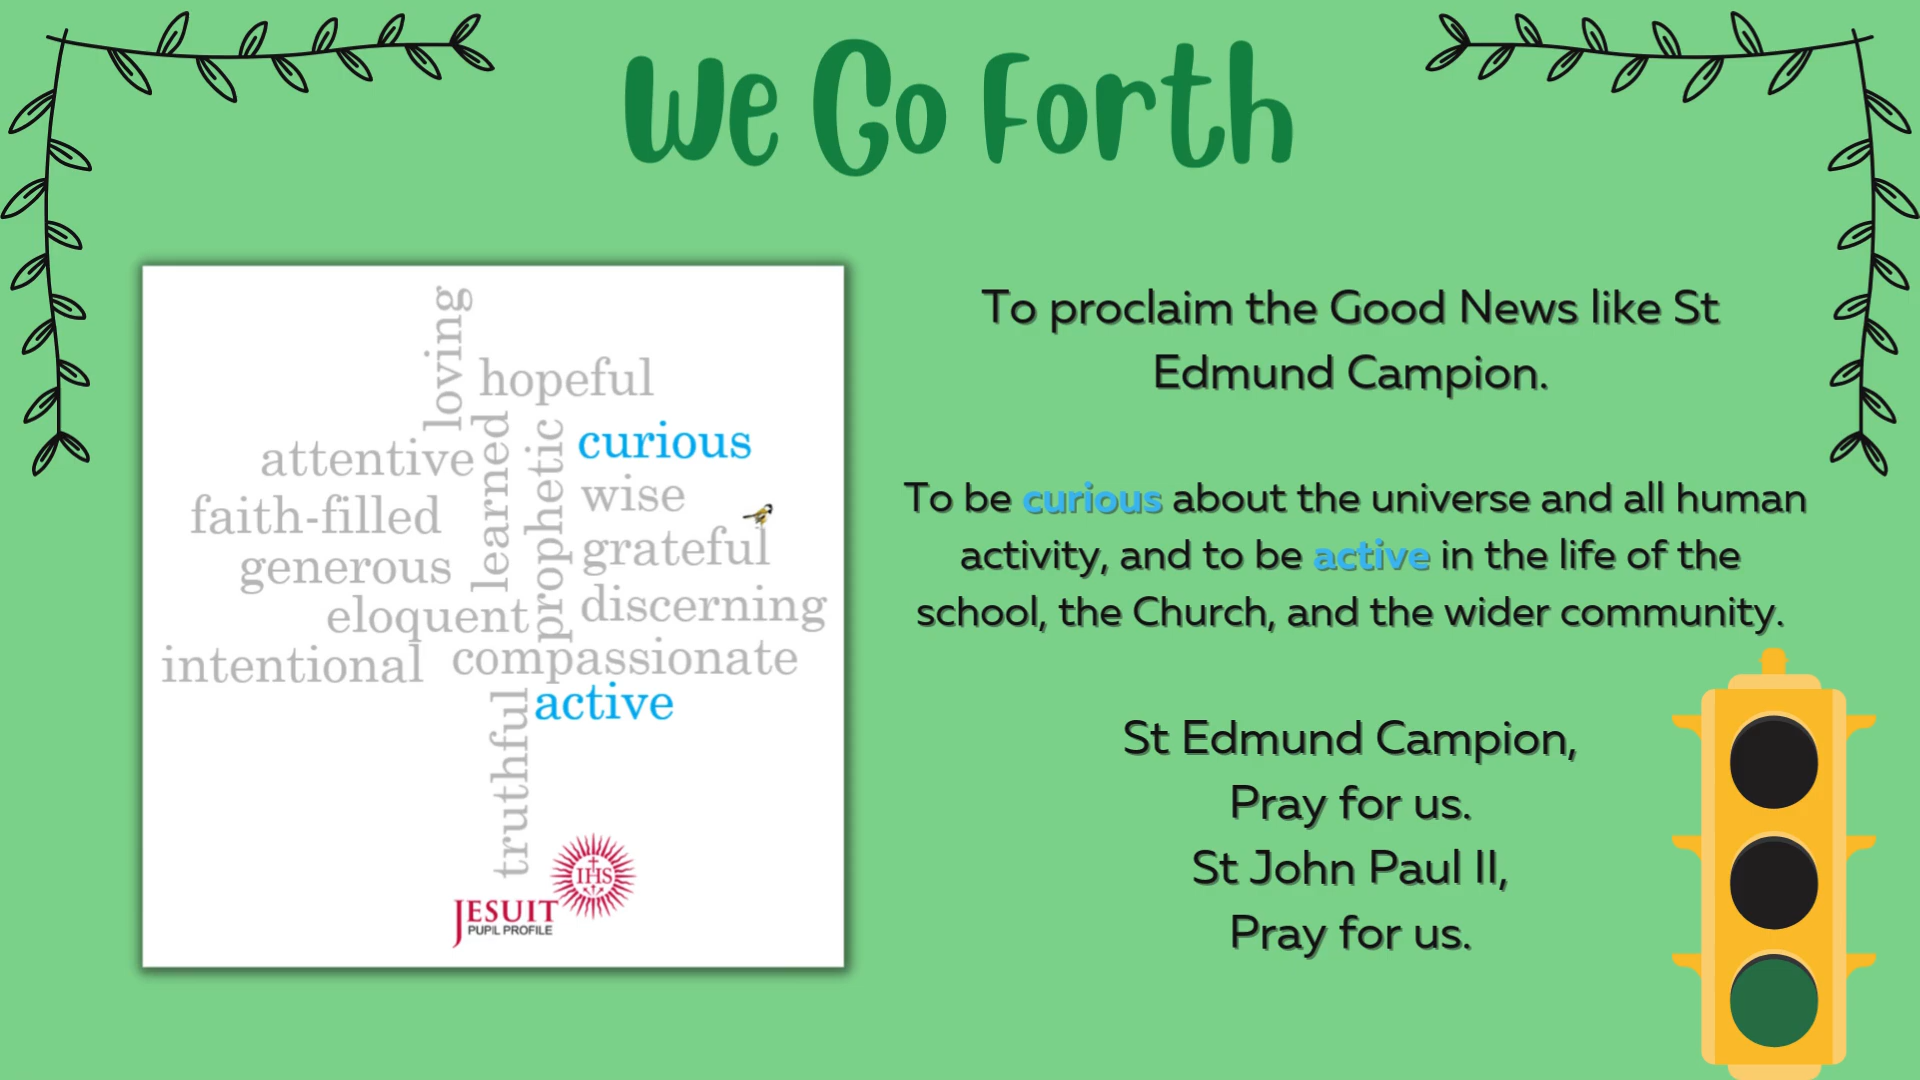 We Go Forth
loving
hopeful
learned
prophetic
curious
attentive
wise
faith-filled
grateful
generous
discerning
eloquent
compassionate
intentional
active
truthful
IHS
JESUIT
PUPIL PROFILE
To proclaim the Good News like St
Edmund Campion.
To be curious about the universe and all human
activity, and to be active in the life of the
school, the Church, and the wider community.
St Edmund Campion,
Pray for us.
St John Paul II,
Pray for us.